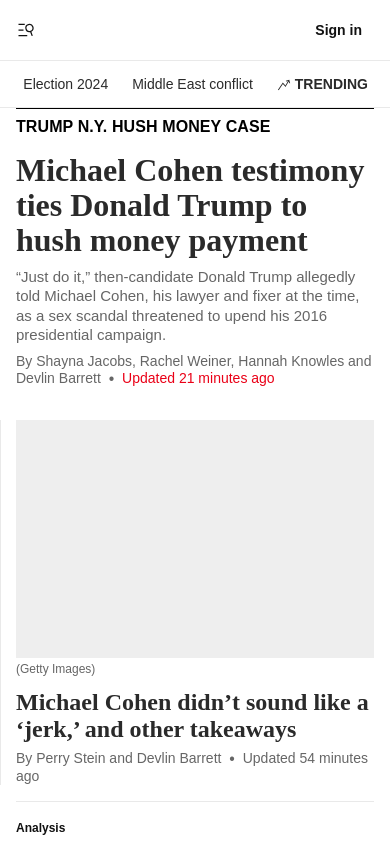 Sign in
Election 2024 Middle East conflict TRENDING
TRUMP N.Y. HUSH MONEY CASE
Michael Cohen testimony
ties Donald Trump to
hush money payment
“Just do it,” then-candidate Donald Trump allegedly
told Michael Cohen, his lawyer and fixer at the time,
as a sex scandal threatened to upend his 2016
presidential campaign.
By Shayna Jacobs, Rachel Weiner, Hannah Knowles and
Devlin Barrett • Updated 21 minutes ago
(Getty Images)
Michael Cohen didn’t sound like a
‘jerk,’ and other takeaways
By Perry Stein and Devlin Barrett • Updated 54 minutes
ago
Analysis